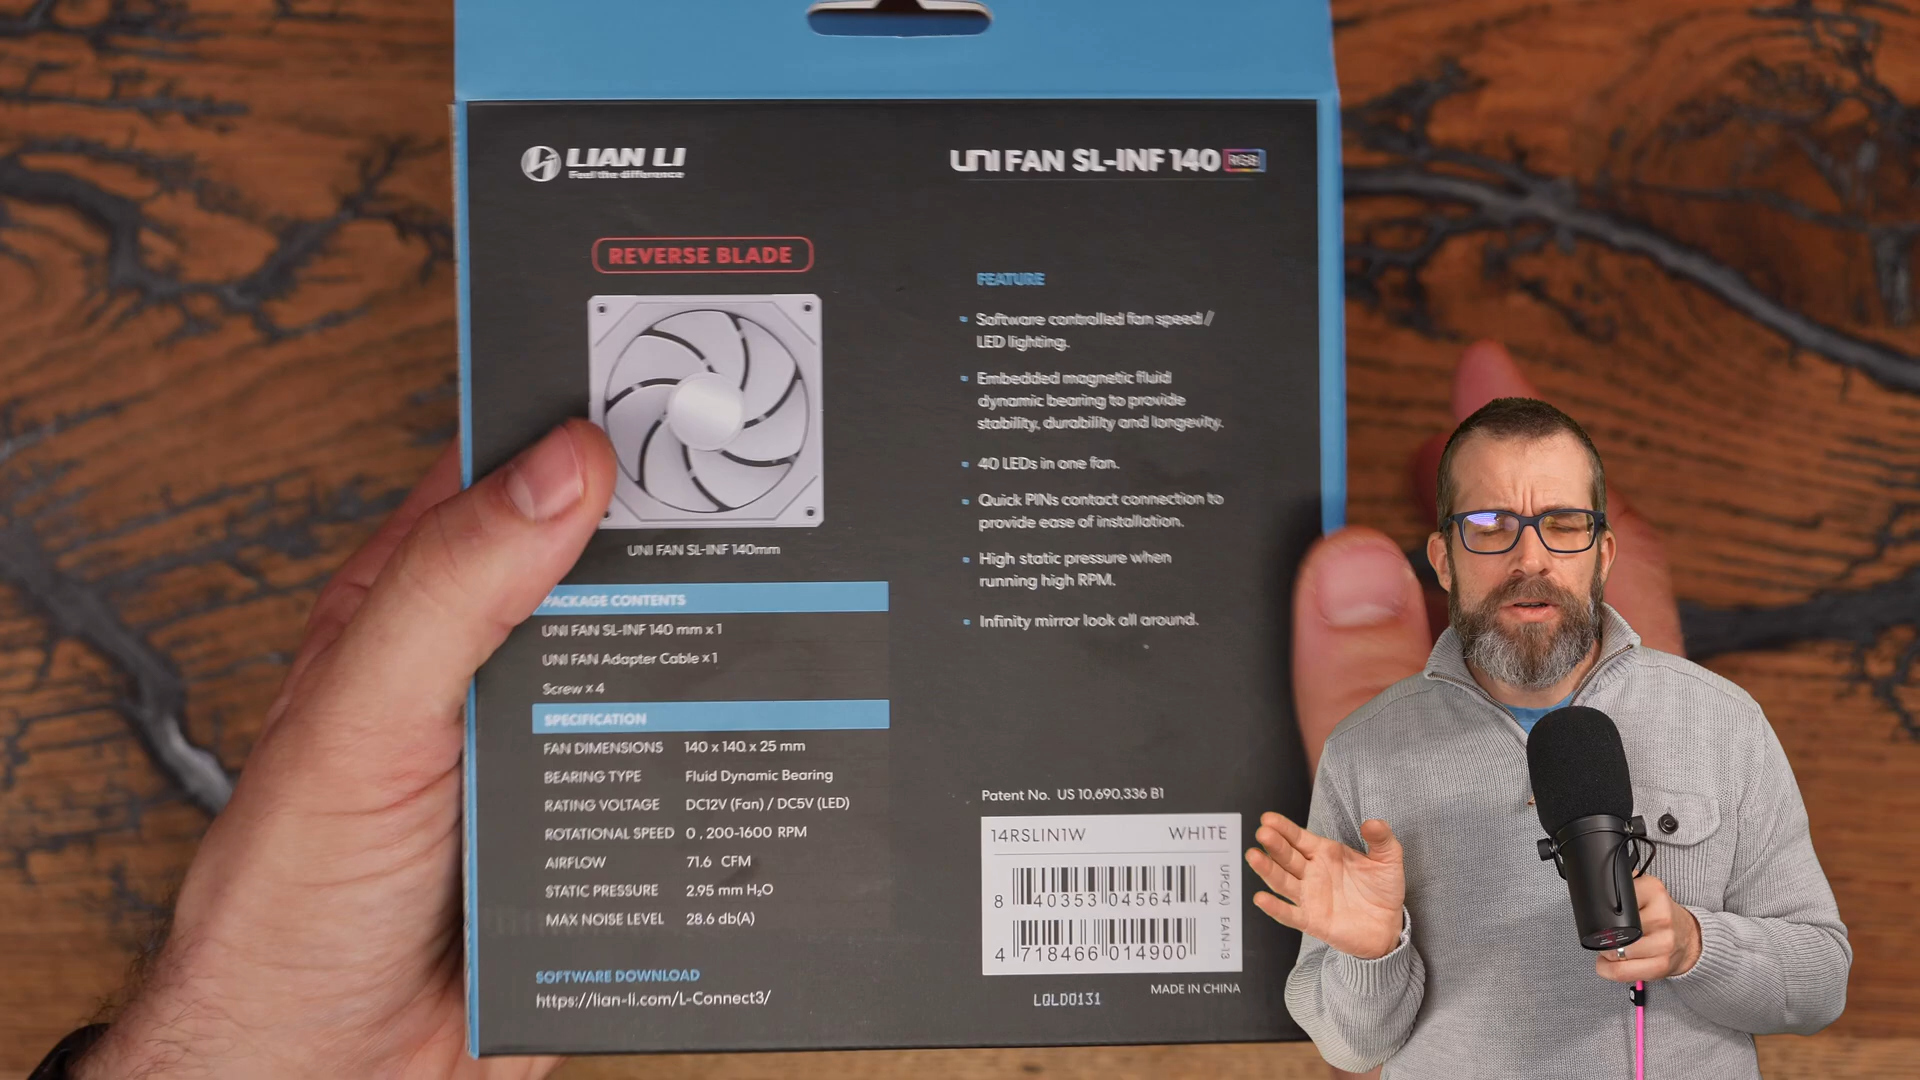 LIAN LI
Feel the difference
UNI FAN SL-INF 140 RGB
REVERSE BLADE
UNI FAN SL-INF 140mm
PACKAGE CONTENTS
UNI FAN SL-INF 140 mm x 1
UNI FAN Adapter Cable x 1
Screw x 4
SPECIFICATION
FAN DIMENSIONS 140 x 140 x 25 mm
BEARING TYPE Fluid Dynamic Bearing
RATING VOLTAGE DC12V (Fan) / DC5V (LED)
ROTATIONAL SPEED 0 , 200-1600 RPM
AIRFLOW 71.6 CFM
STATIC PRESSURE 2.95 mm H₂O
MAX NOISE LEVEL 28.6 db(A)
SOFTWARE DOWNLOAD
https://lian-li.com/L-Connect3/
FEATURE
Software controlled fan speed/
LED lighting.
Embedded magnetic fluid
dynamic bearing to provide
stability, durability and longevity.
40 LEDs in one fan.
Quick PINs contact connection to
provide ease of installation.
High static pressure when
running high RPM.
Infinity mirror look all around.
Patent No. US 10,690,336 B1
14RSLIN1W WHITE
8 40353 04564 4
UPC(A)
4 718466 014900
EAN-13
LQLD0131
MADE IN CHINA